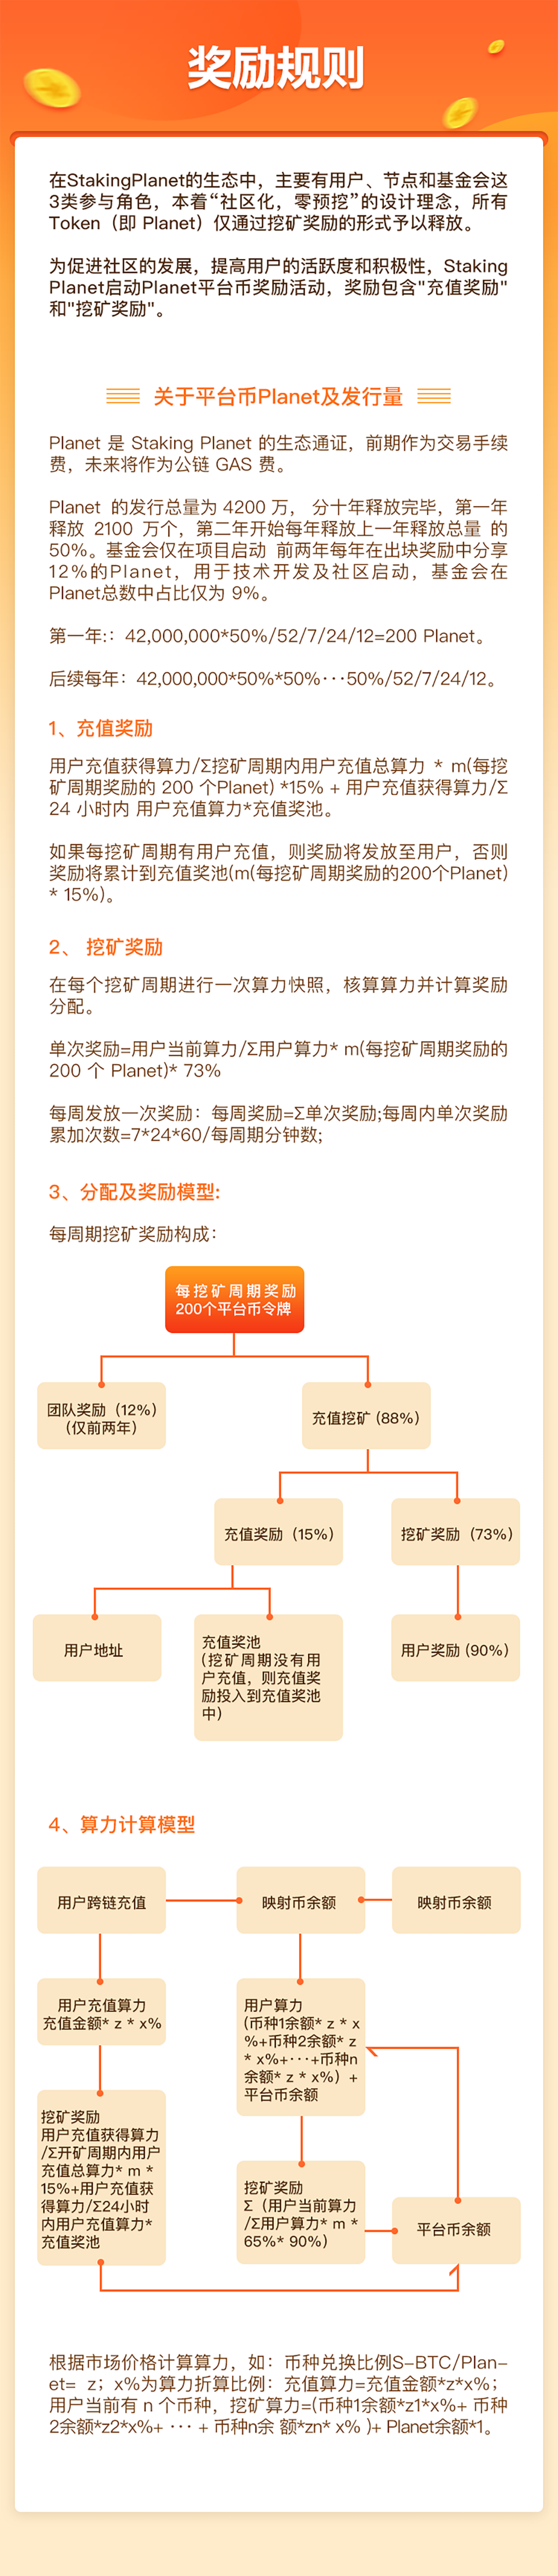 奖励规则
在StakingPlanet的生态中，主要有用户、节点和基金会这
3类参与角色，本着“社区化，零预挖”的设计理念，所有
Token（即 Planet）仅通过挖矿奖励的形式予以释放。
为促进社区的发展，提高用户的活跃度和积极性，Staking
Planet启动Planet平台币奖励活动，奖励包含"充值奖励"
和"挖矿奖励"。
关于平台币Planet及发行量
Planet 是 Staking Planet 的生态通证，前期作为交易手续
费，未来将作为公链 GAS 费。
Planet 的发行总量为 4200 万， 分十年释放完毕，第一年
释放 2100 万个，第二年开始每年释放上一年释放总量 的
50%。基金会仅在项目启动 前两年每年在出块奖励中分享
12%的Planet，用于技术开发及社区启动，基金会在
Planet总数中占比仅为 9%。
第一年:：42,000,000*50%/52/7/24/12=200 Planet。
后续每年：42,000,000*50%*50%···50%/52/7/24/12。
1、充值奖励
用户充值获得算力/Σ挖矿周期内用户充值总算力 * m(每挖
矿周期奖励的 200 个Planet) *15% + 用户充值获得算力/Σ
24 小时内 用户充值算力*充值奖池。
如果每挖矿周期有用户充值，则奖励将发放至用户，否则
奖励将累计到充值奖池(m(每挖矿周期奖励的200个Planet)
* 15%)。
2、 挖矿奖励
在每个挖矿周期进行一次算力快照，核算算力并计算奖励
分配。
单次奖励=用户当前算力/Σ用户算力* m(每挖矿周期奖励的
200 个 Planet)* 73%
每周发放一次奖励：每周奖励=Σ单次奖励;每周内单次奖励
累加次数=7*24*60/每周期分钟数;
3、分配及奖励模型:
每周期挖矿奖励构成：
每挖矿周期奖励
200个平台币令牌
团队奖励（12%）
（仅前两年）
充值挖矿 (88%)
充值奖励（15%）
挖矿奖励（73%）
用户地址
充值奖池
（挖矿周期没有用
户充值，则充值奖
励投入到充值奖池
中）
用户奖励 (90%)
4、算力计算模型
用户跨链充值
映射币余额
映射币余额
用户充值算力
充值金额* z * x%
用户算力
(币种1余额* z * x
%+币种2余额* z
* x%+···+币种n
余额* z * x%）+
平台币余额
挖矿奖励
用户充值获得算力
/Σ开矿周期内用户
充值总算力* m *
15%+用户充值获
得算力/Σ24小时
内用户充值算力*
充值奖池
挖矿奖励
Σ（用户当前算力
/Σ用户算力* m *
65%* 90%）
平台币余额
根据市场价格计算算力，如：币种兑换比例S-BTC/Plan-
et= z；x%为算力折算比例：充值算力=充值金额*z*x%；
用户当前有 n 个币种，挖矿算力=(币种1余额*z1*x%+ 币种
2余额*z2*x%+ ··· + 币种n余 额*zn* x% )+ Planet余额*1。